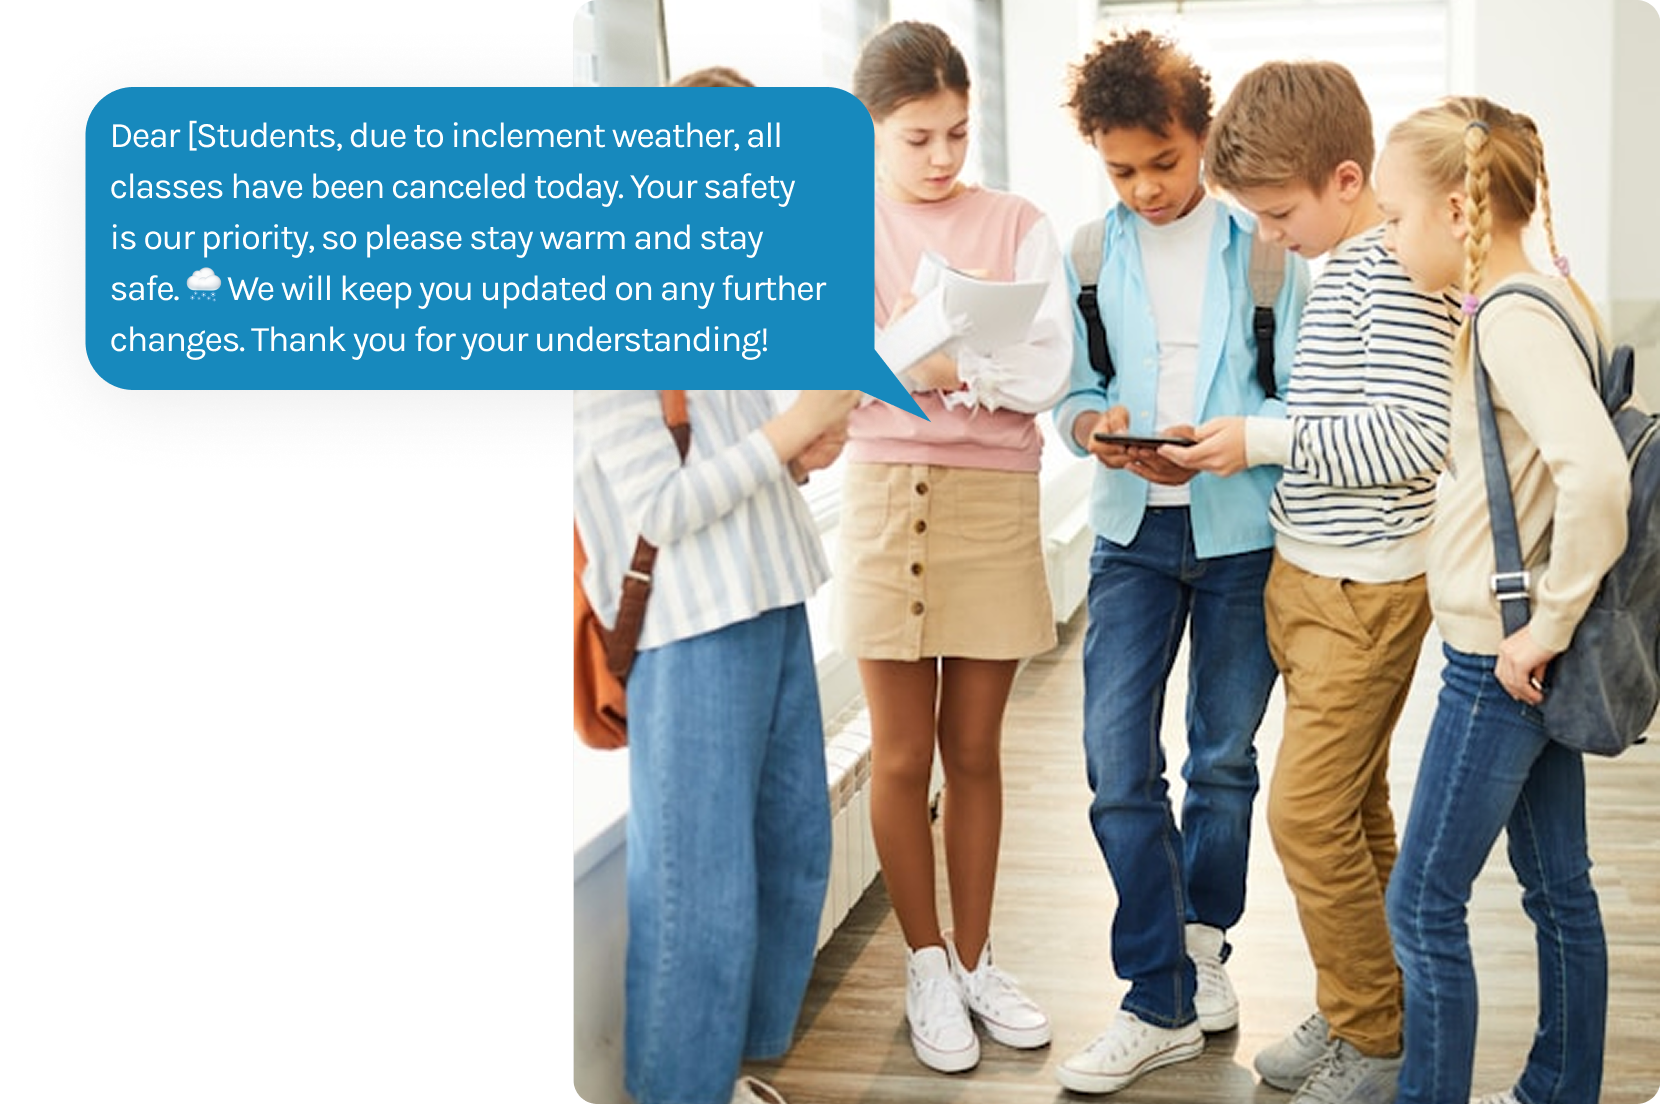 Dear [Students, due to inclement weather, all
classes have been canceled today. Your safety
is our priority, so please stay warm and stay
safe. 🌨️ We will keep you updated on any further
changes. Thank you for your understanding!